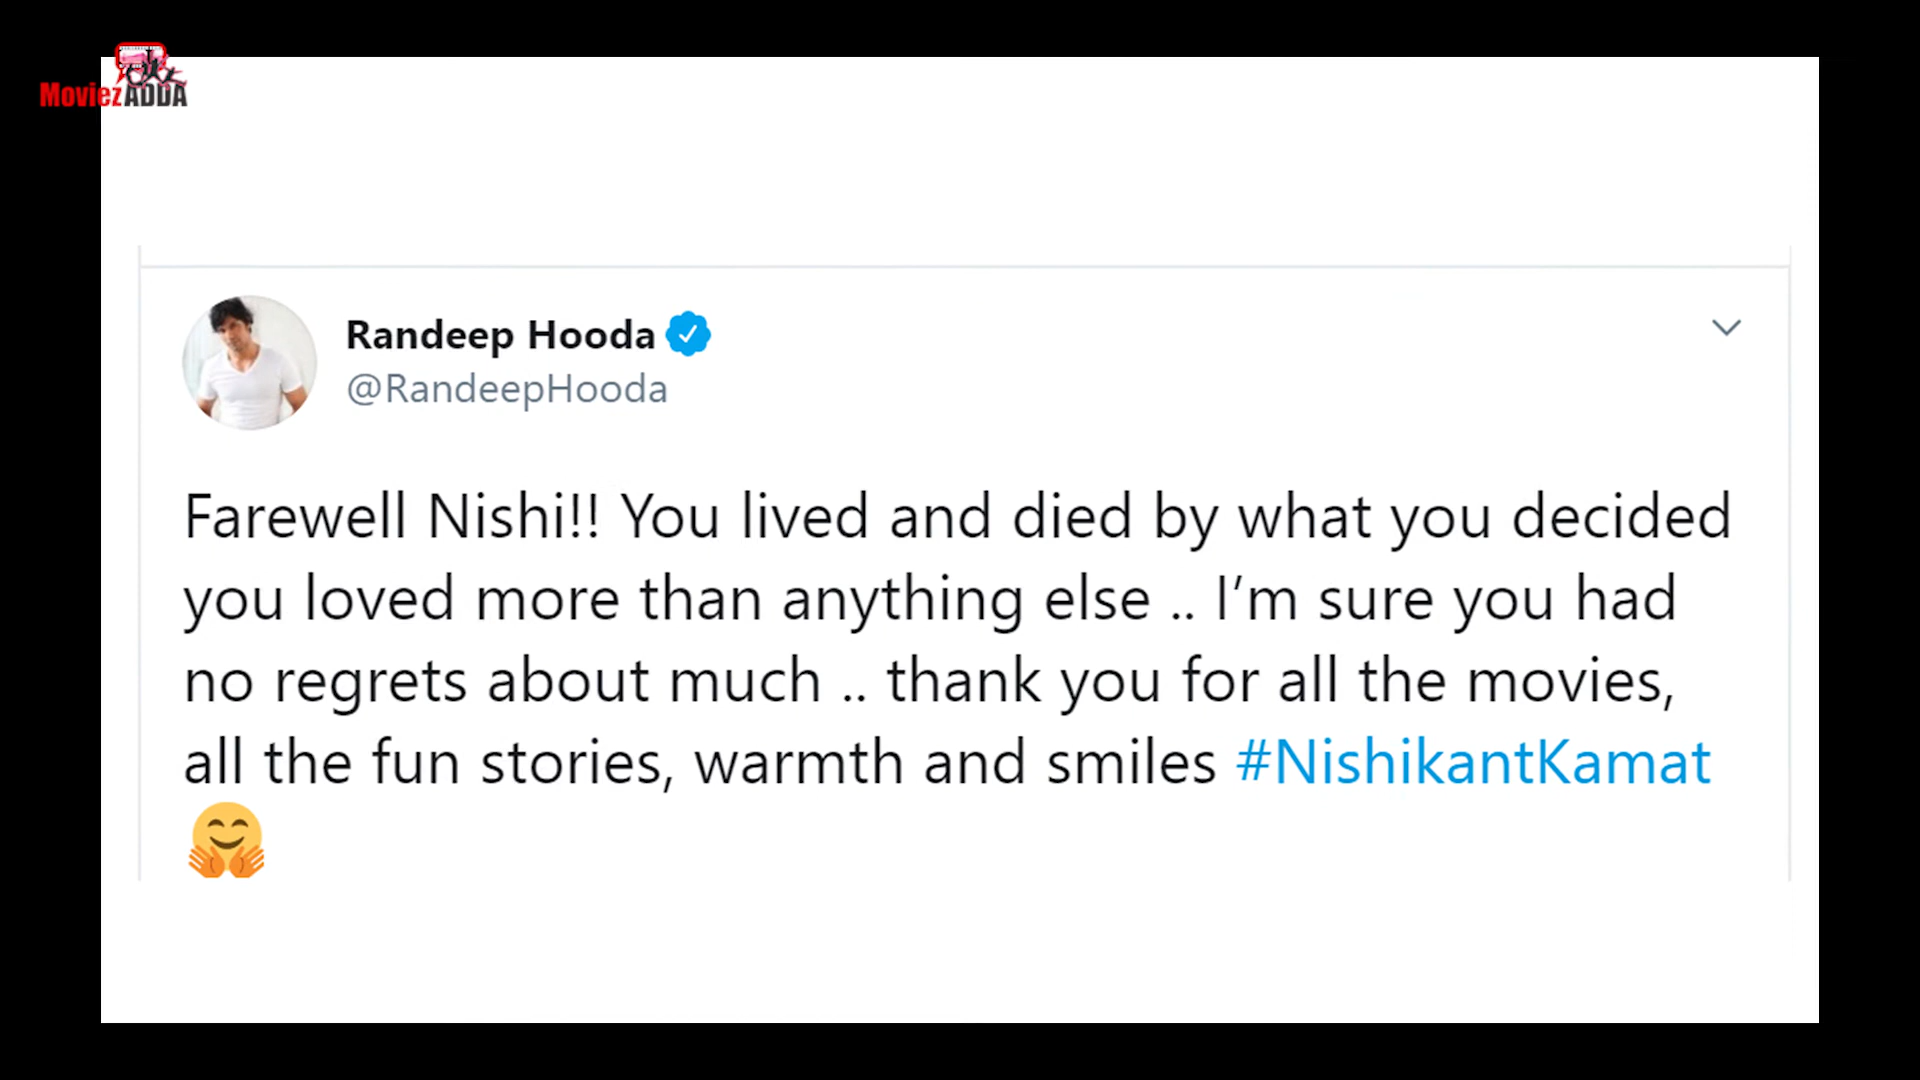 MoviezADDA
Randeep Hooda
@RandeepHooda
Farewell Nishi!! You lived and died by what you decided
you loved more than anything else .. I’m sure you had
no regrets about much .. thank you for all the movies,
all the fun stories, warmth and smiles #NishikantKamat
🤗